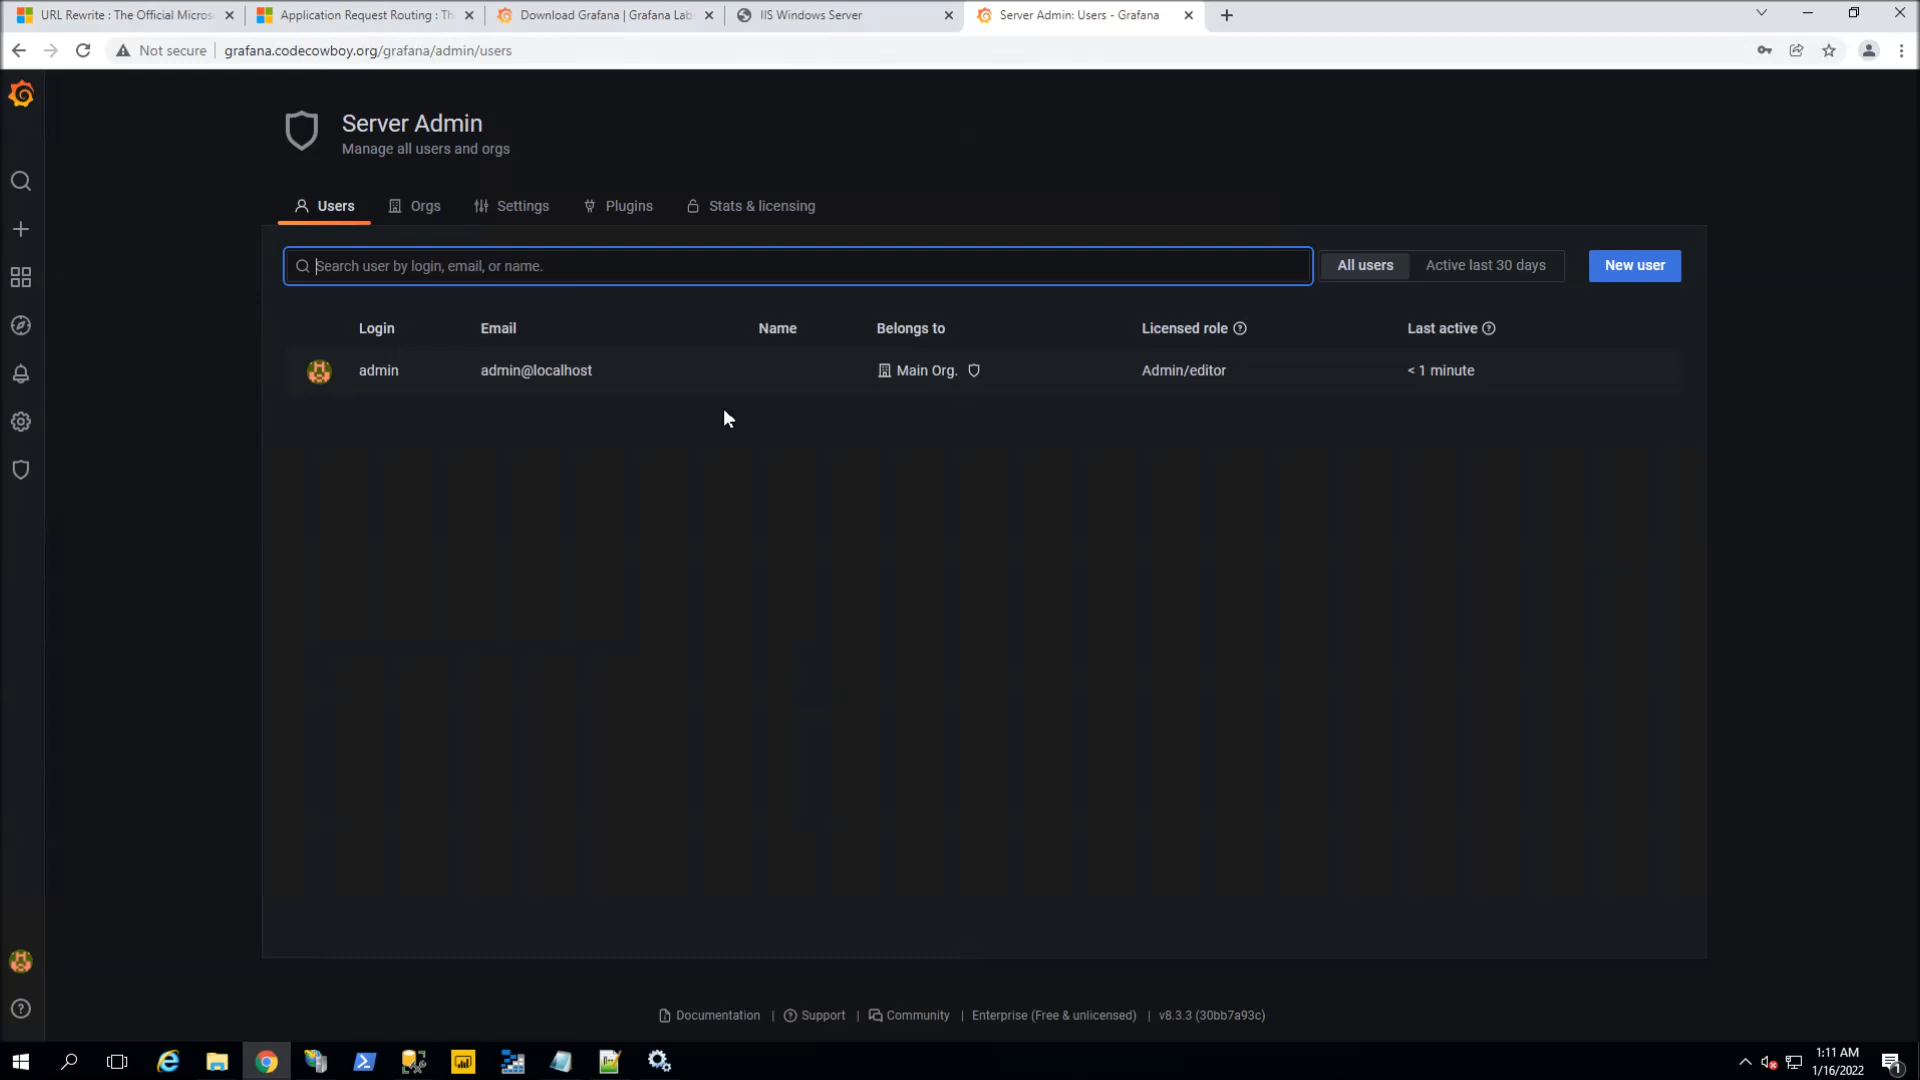 URL Rewrite : The Official Micros
Application Request Routing : Th
Download Grafana | Grafana Lab
IIS Windows Server
Server Admin: Users - Grafana
Not secure
grafana.codecowboy.org/grafana/admin/users
Server Admin
Manage all users and orgs
Users
Orgs
Settings
Plugins
Stats & licensing
Search user by login, email, or name.
All users
Active last 30 days
New user
Login
Email
Name
Belongs to
Licensed role
Last active
admin
admin@localhost
Main Org.
Admin/editor
< 1 minute
Documentation | Support | Community | Enterprise (Free & unlicensed) | v8.3.3 (30bb7a93c)
1:11 AM
1/16/2022
1